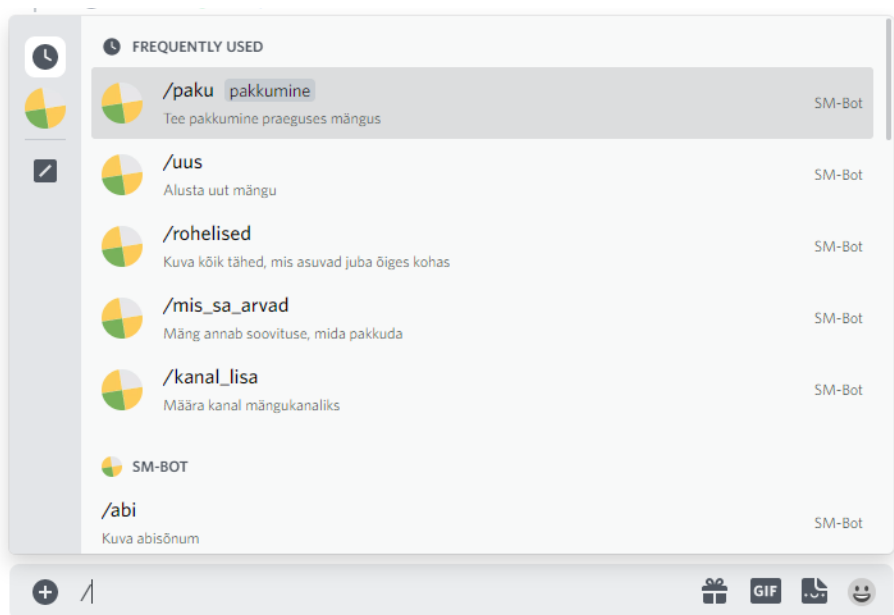 FREQUENTLY USED
/paku pakkumine
SM-Bot
Tee pakkumine praeguses mängus
/uus
SM-Bot
Alusta uut mängu
/rohelised
SM-Bot
Kuva kõik tähed, mis asuvad juba õiges kohas
/mis_sa_arvad
SM-Bot
Mäng annab soovituse, mida pakkuda
/kanal_lisa
SM-Bot
Määra kanal mängukanaliks
SM-BOT
/abi
SM-Bot
Kuva abisõnum
/
GIF